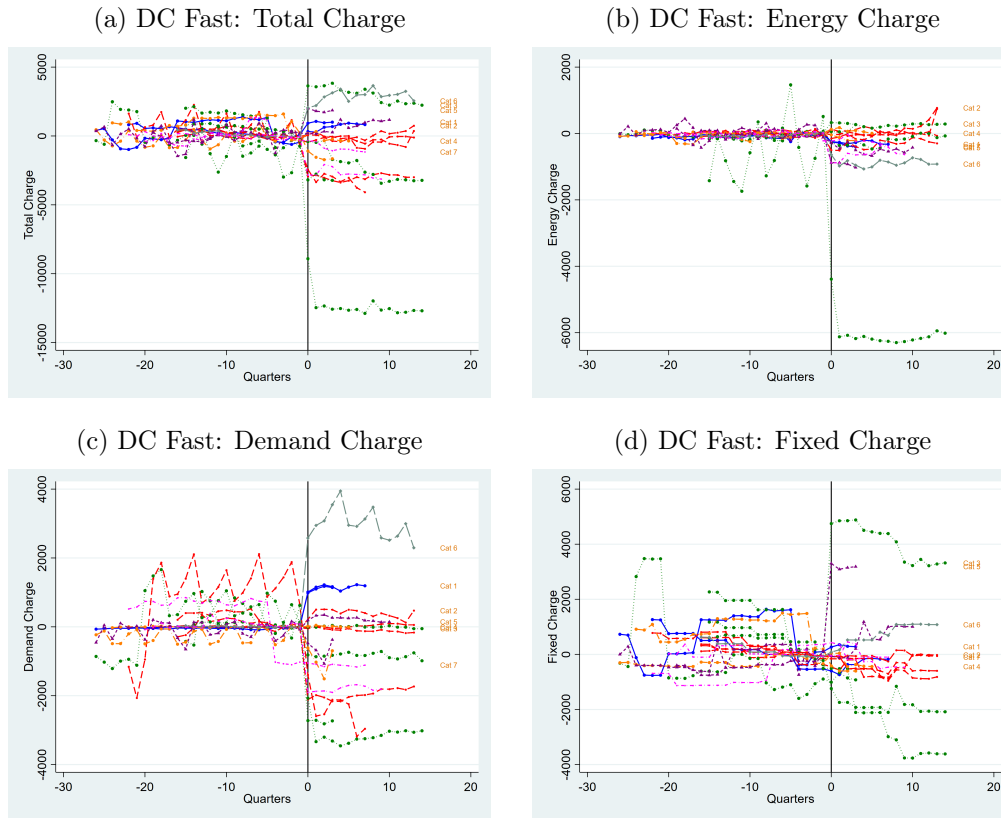 (a) DC Fast: Total Charge
5000
0
-5000
-10000
-15000
Total Charge
Cat 6
Cat 5
Cat 2
Cat 4
Cat 7
-30
-20
-10
0
10
20
Quarters
(b) DC Fast: Energy Charge
2000
0
-2000
-4000
-6000
Energy Charge
Cat 2
Cat 3
Cat 4
Cat 6
-30
-20
-10
0
10
20
Quarters
(c) DC Fast: Demand Charge
4000
2000
0
-2000
-4000
Demand Charge
Cat 6
Cat 1
Cat 2
Cat 5
Cat 7
-30
-20
-10
0
10
20
Quarters
(d) DC Fast: Fixed Charge
6000
4000
2000
0
-2000
-4000
Fixed Charge
Cat 6
Cat 1
Cat 4
-30
-20
-10
0
10
20
Quarters